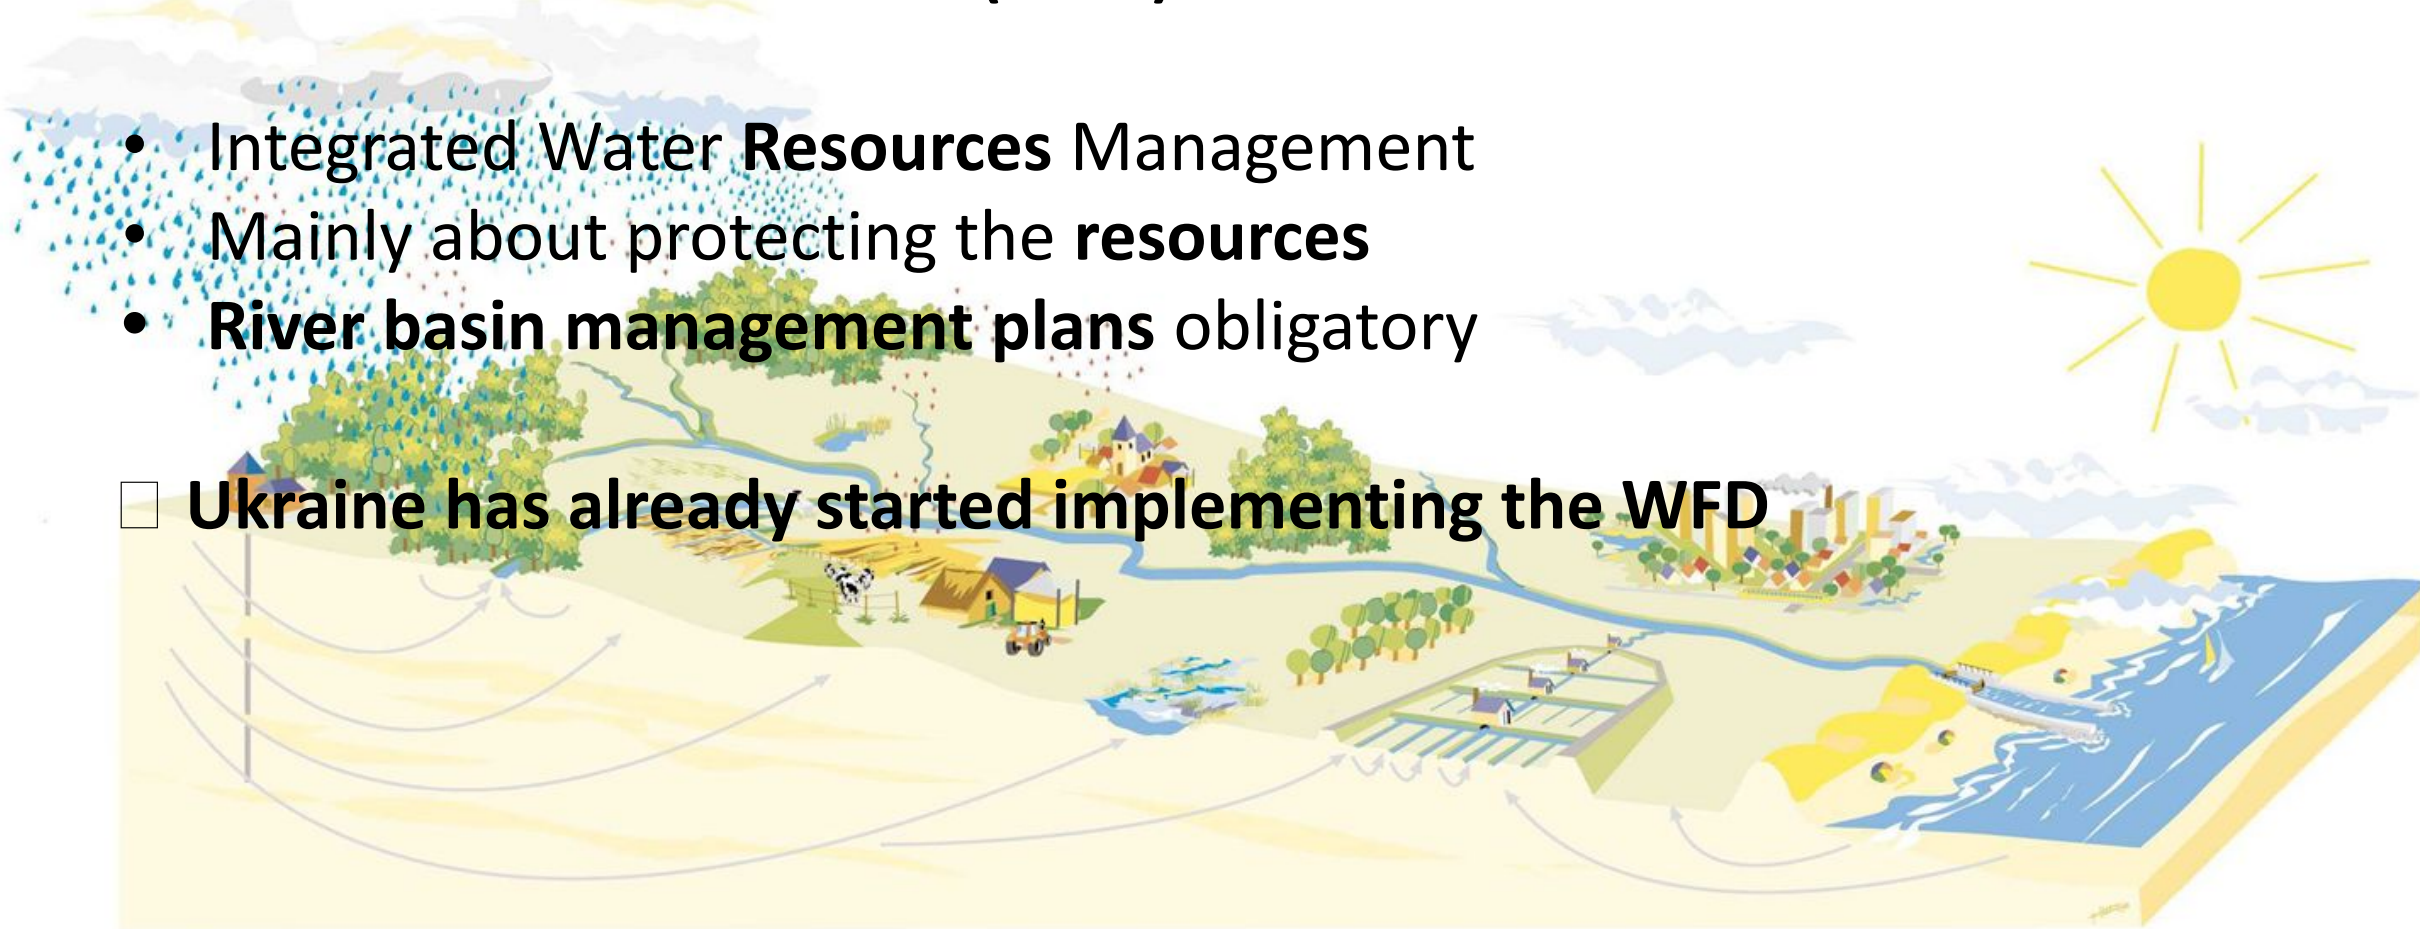 • Integrated Water Resources Management
• Mainly about protecting the resources
• River basin management plans obligatory
□ Ukraine has already started implementing the WFD